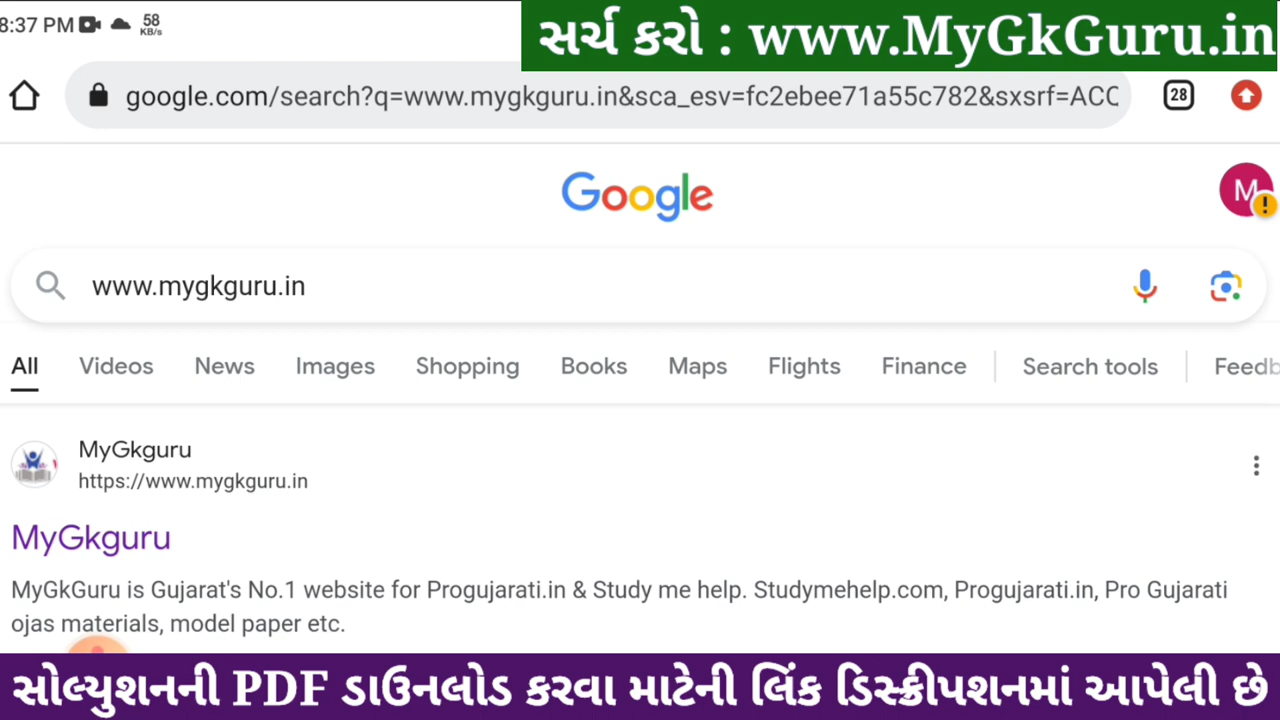 8:37 PM 58 KB/s
સર્ચ કરો : www.MyGkGuru.in
google.com/search?q=www.mygkguru.in&sca_esv=fc2ebee71a55c782&sxsrf=ACC
28
Google
M
www.mygkguru.in
All Videos News Images Shopping Books Maps Flights Finance Search tools Feedb
MyGkguru
https://www.mygkguru.in
MyGkguru
MyGkGuru is Gujarat's No.1 website for Progujarati.in & Study me help. Studymehelp.com, Progujarati.in, Pro Gujarati
ojas materials, model paper etc.
સોલ્યુશનની PDF ડાઉનલોડ કરવા માટેની લિંક ડિસ્ક્રીપશનમાં આપેલી છે